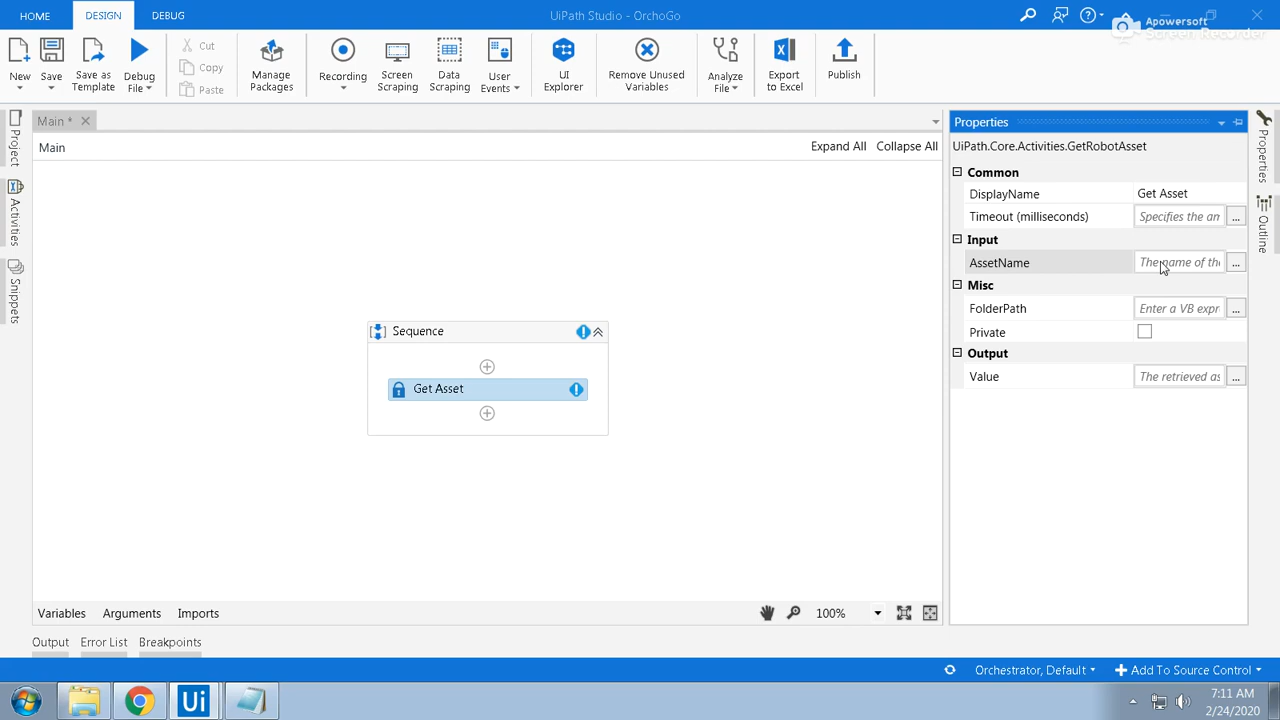 HOME
DESIGN
DEBUG
UiPath Studio - OrchoGo
Apowersoft
Screen Recorder
New
Save
Save as Template
Debug File
Cut
Copy
Paste
Manage Packages
Recording
Screen Scraping
Data Scraping
User Events
UI Explorer
Remove Unused Variables
Analyze File
Export to Excel
Publish
Main *
Main
Expand All
Collapse All
Project
Activities
Snippets
Sequence
Get Asset
Properties
UiPath.Core.Activities.GetRobotAsset
Common
DisplayName
Get Asset
Timeout (milliseconds)
Specifies the am
...
Input
AssetName
The name of the
...
Misc
FolderPath
Enter a VB expr
...
Private
Output
Value
The retrieved as
...
Properties
Outline
Variables
Arguments
Imports
100%
Output
Error List
Breakpoints
Orchestrator, Default
Add To Source Control
Ui
7:11 AM
2/24/2020